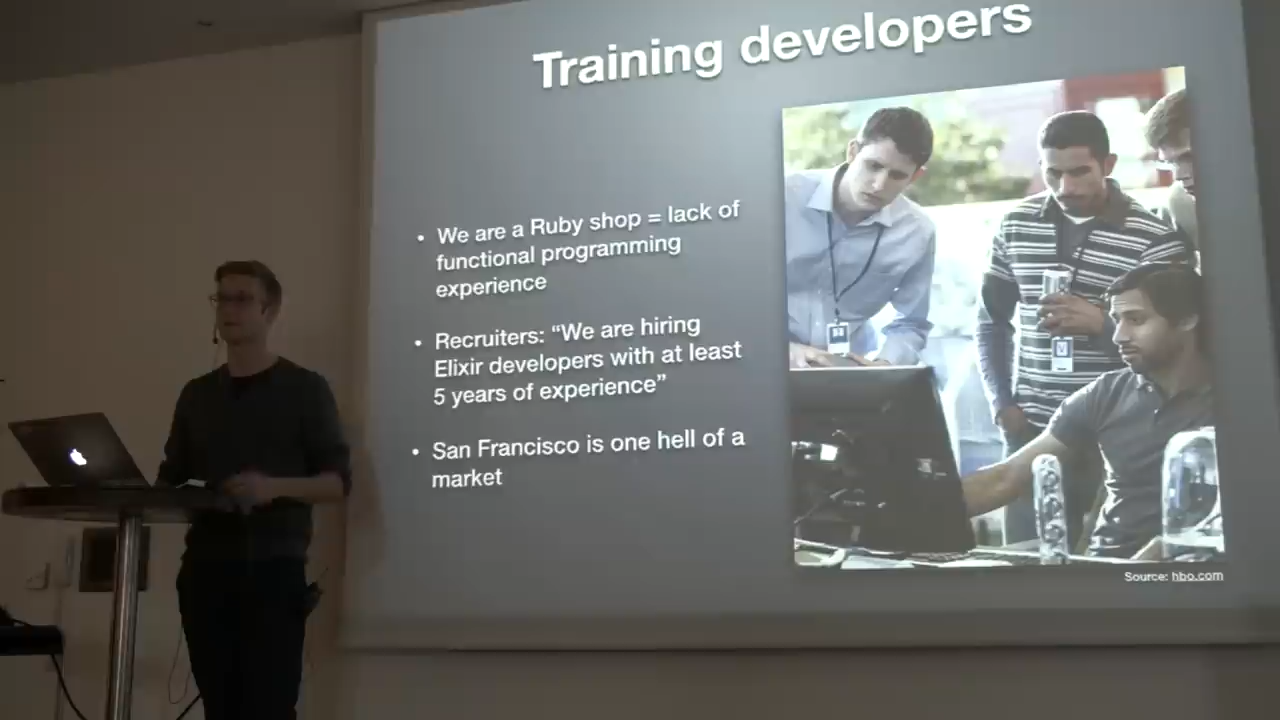 Training developers
• We are a Ruby shop = lack of
functional programming
experience
• Recruiters: “We are hiring
Elixir developers with at least
5 years of experience”
• San Francisco is one hell of a
market
Source: hbo.com